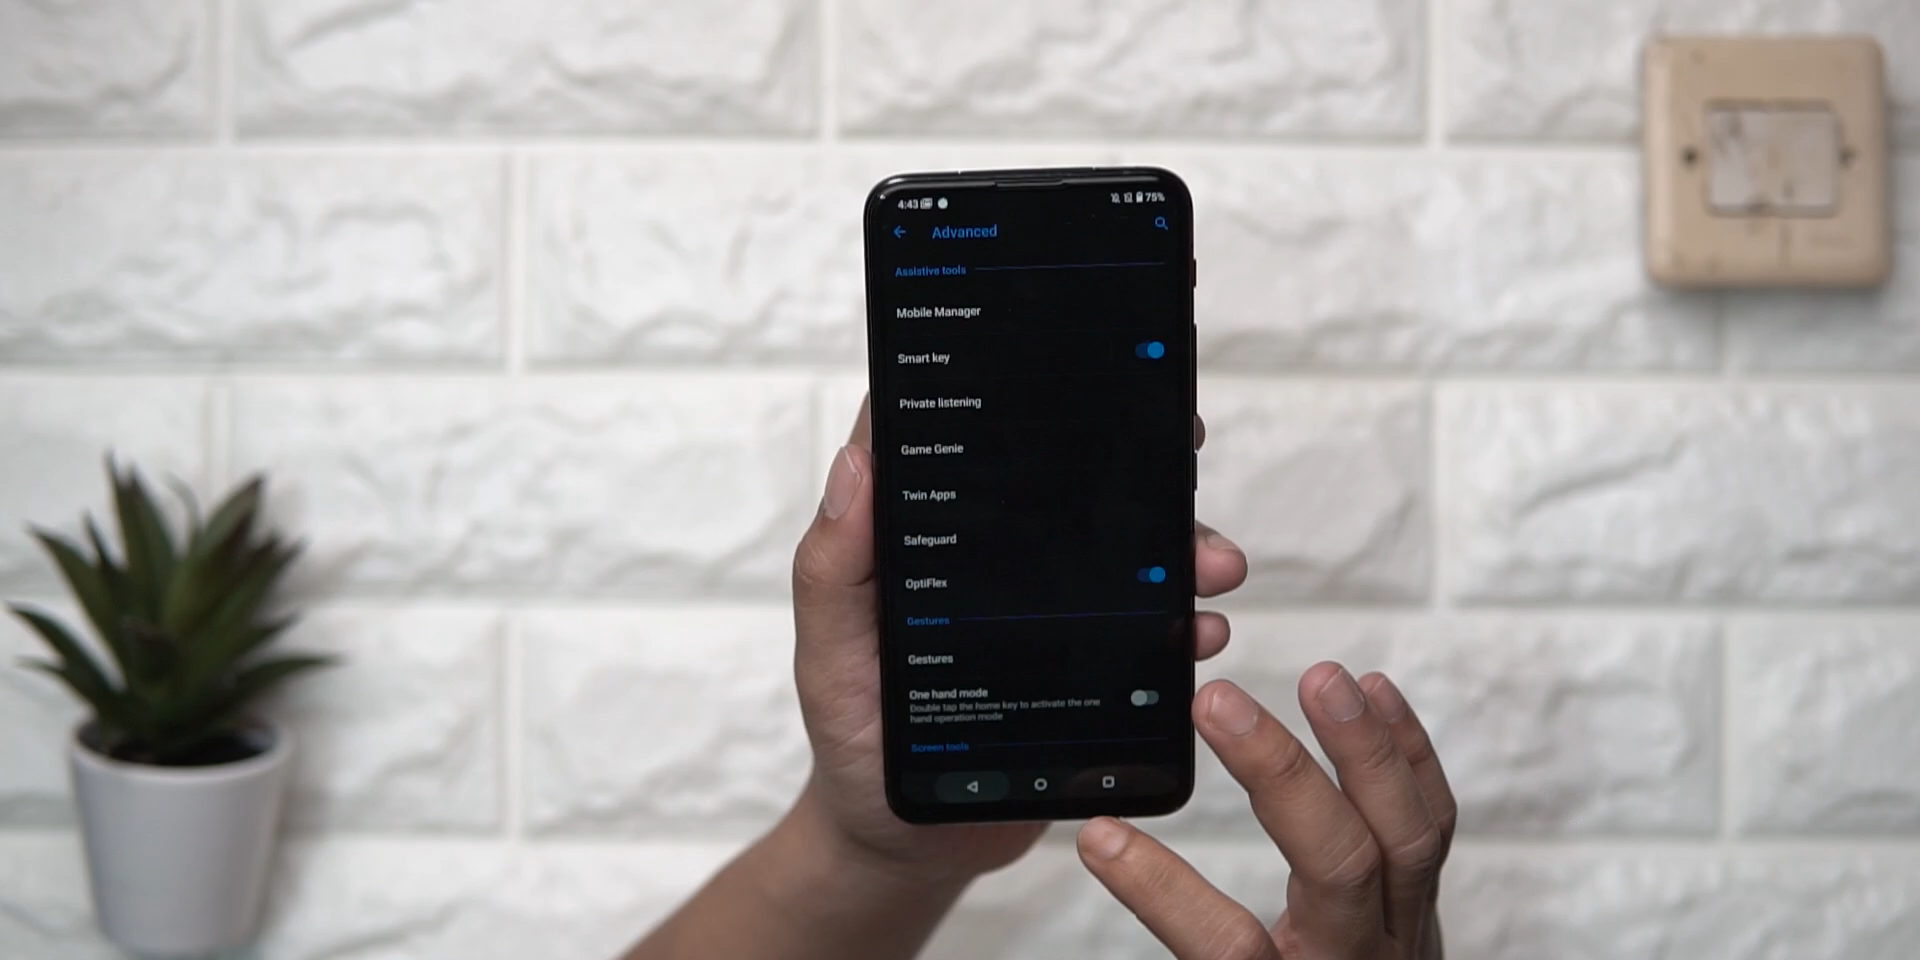 4:43 75%
Advanced
Assistive tools
Mobile Manager
Smart key
Private listening
Game Genie
Twin Apps
Safeguard
OptiFlex
Gestures
Gestures
One hand mode
Double tap the home key to activate the one
hand operation mode
Screen tools